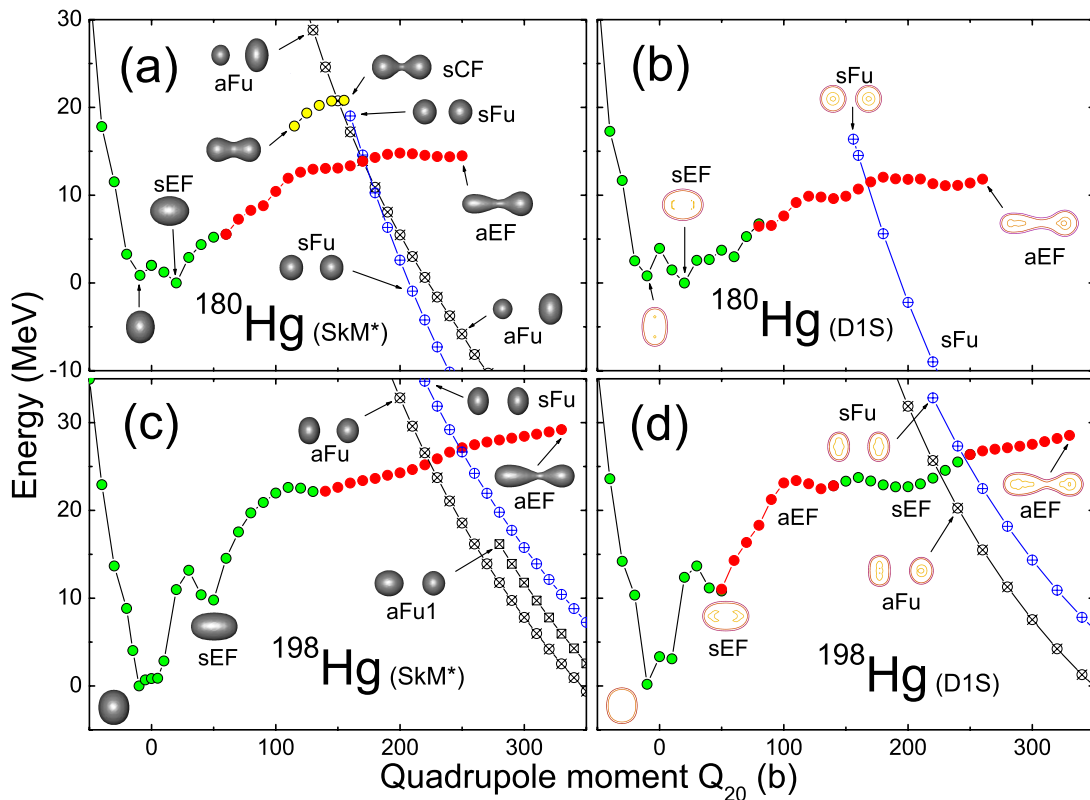 Energy (MeV)
30
20
10
0
-10
30
20
10
0
(a)
aFu
sCF
sFu
sEF
aEF
sFu
aFu
180Hg (SkM*)
(b)
sFu
sEF
aEF
sFu
180Hg (D1S)
(c)
sFu
aFu
aEF
aFu1
sEF
198Hg (SkM*)
(d)
sFu
aEF
sEF
aEF
aFu
sEF
198Hg (D1S)
0 100 200 300 0 100 200 300
Quadrupole moment Q20 (b)